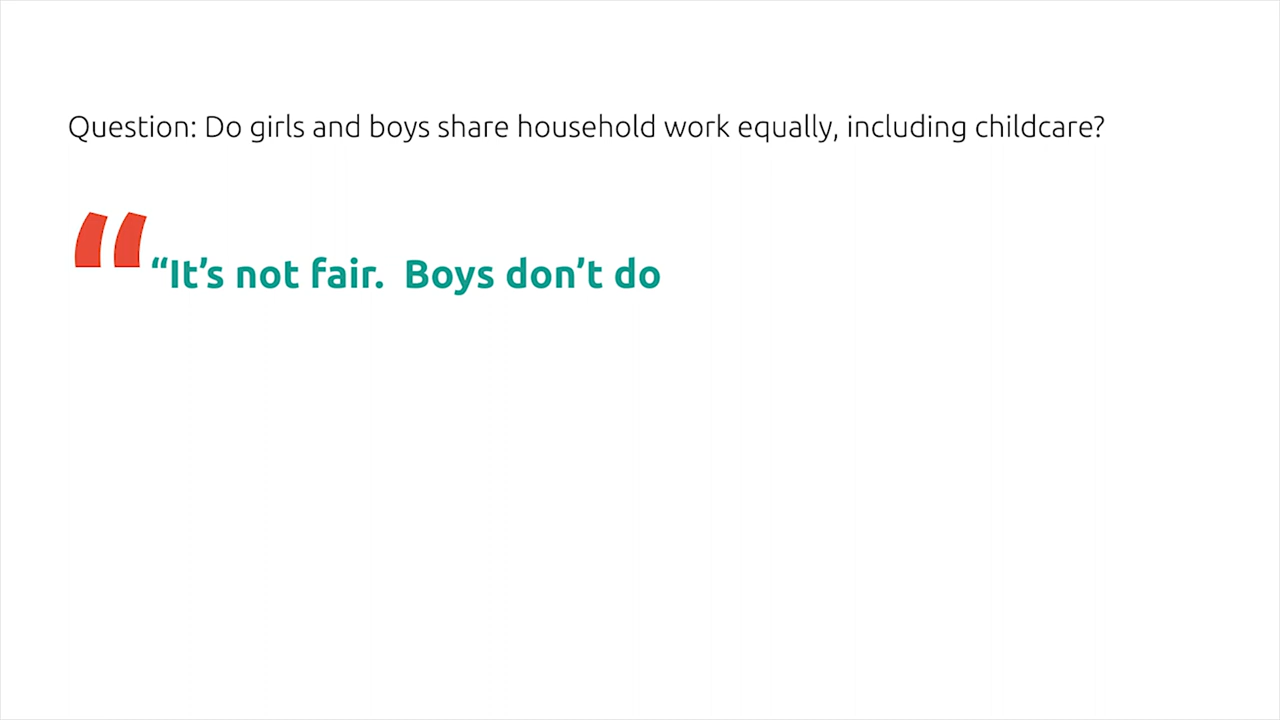 Question: Do girls and boys share household work equally, including childcare?
“
“It’s not fair.  Boys don’t do